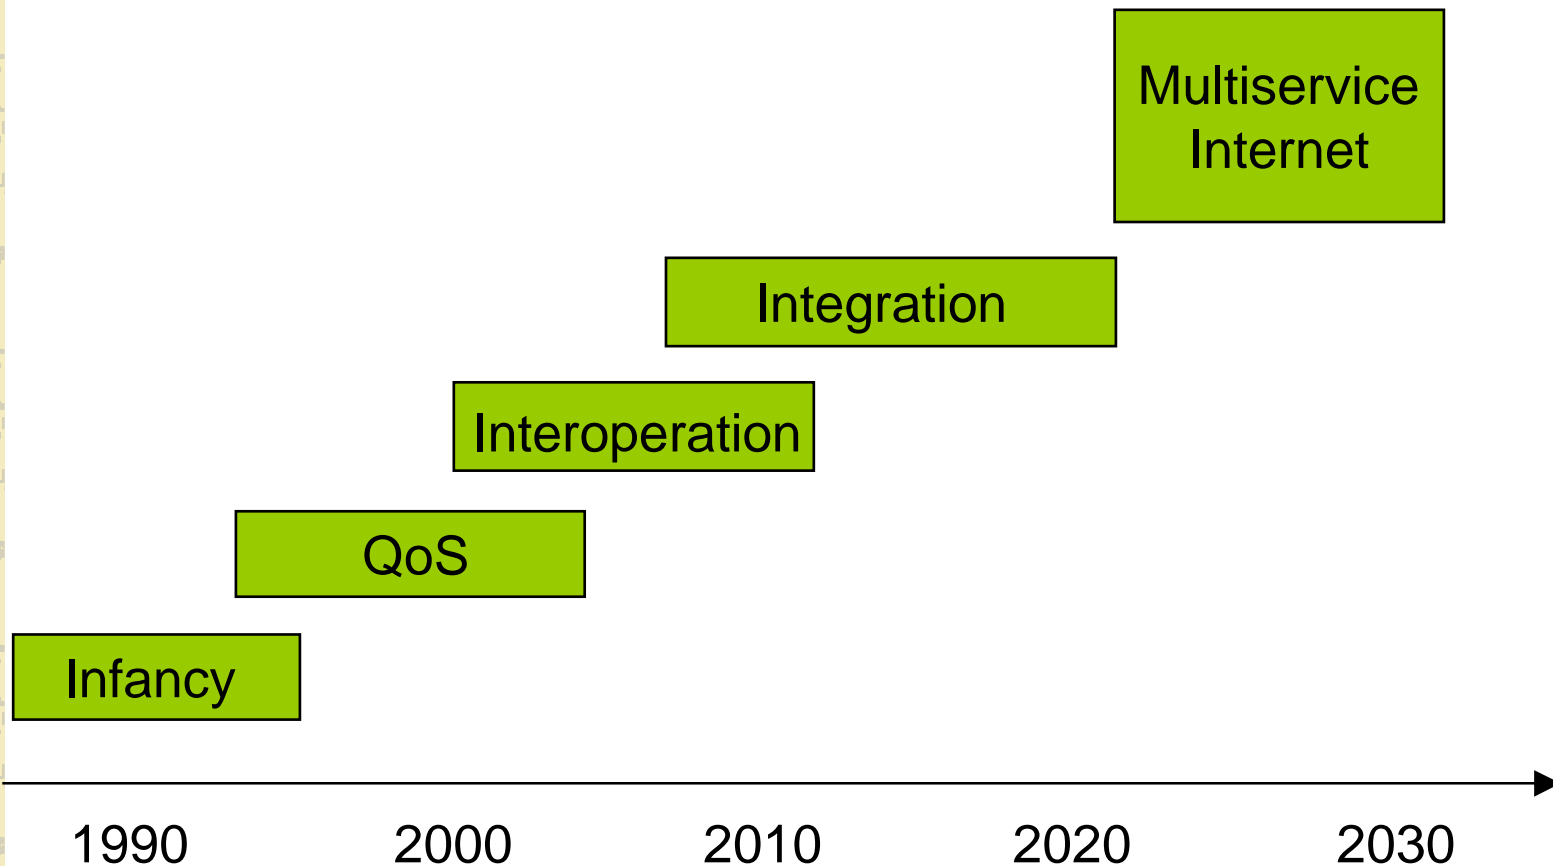 Multiservice
Internet
Integration
Interoperation
QoS
Infancy
1990 2000 2010 2020 2030